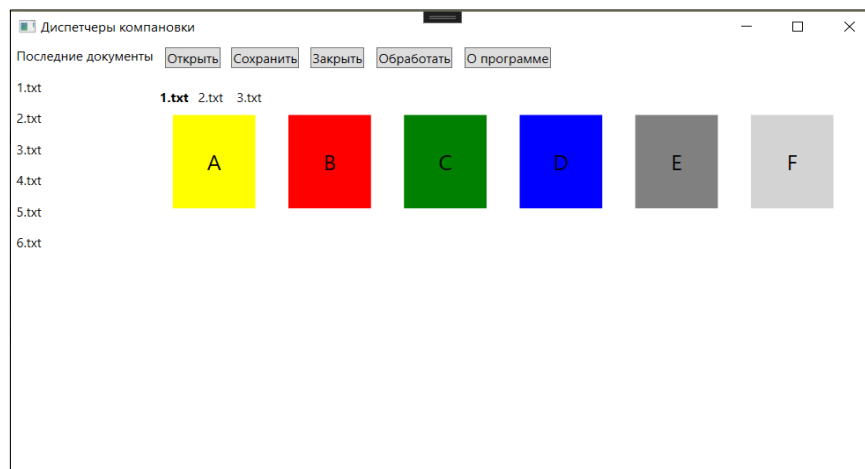 Диспетчеры компановки
Последние документы Открыть Сохранить Закрыть Обработать О программе
1.txt
2.txt
3.txt
4.txt
5.txt
6.txt
1.txt 2.txt 3.txt
A B C D E F